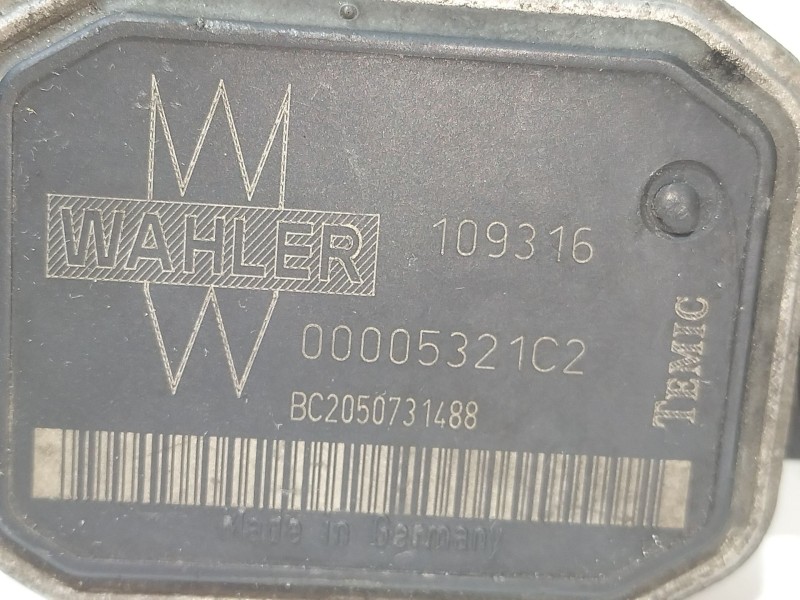 WAHLER
109316
00005321C2
TEMIC
BC2050731488
Made in Germany